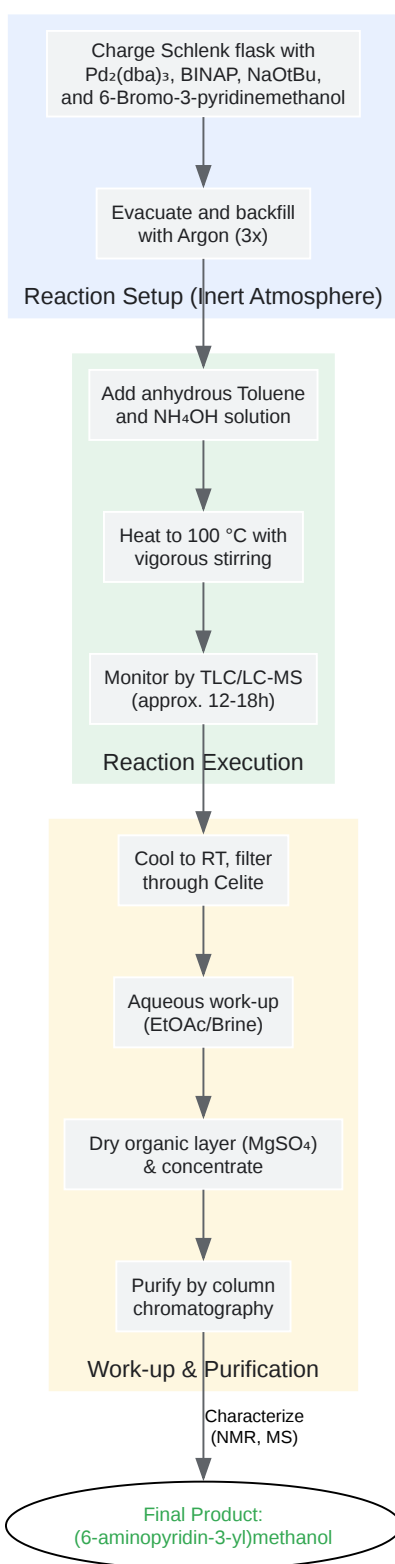 Charge Schlenk flask with
Pd₂(dba)₃, BINAP, NaOtBu,
and 6-Bromo-3-pyridinemethanol
Evacuate and backfill
with Argon (3x)
Reaction Setup (Inert Atmosphere)
Add anhydrous Toluene
and NH₄OH solution
Heat to 100 °C with
vigorous stirring
Monitor by TLC/LC-MS
(approx. 12-18h)
Reaction Execution
Cool to RT, filter
through Celite
Aqueous work-up
(EtOAc/Brine)
Dry organic layer (MgSO₄)
& concentrate
Purify by column
chromatography
Work-up & Purification
Characterize
(NMR, MS)
Final Product:
(6-aminopyridin-3-yl)methanol